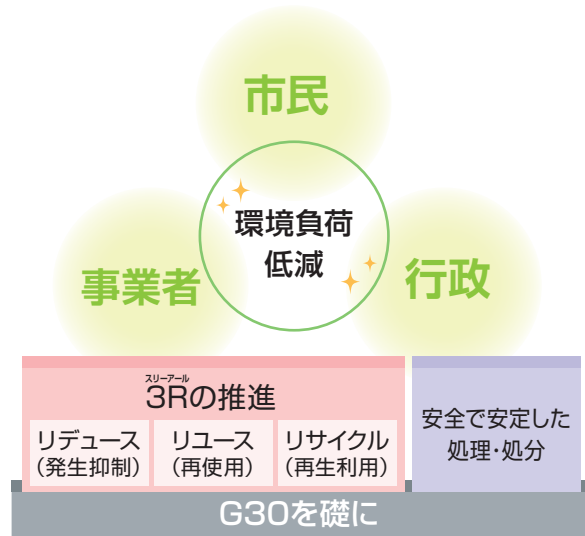 市民
環境負荷
低減
事業者
行政
スリーアール
3Rの推進
リデュース
（発生抑制）
リユース
（再使用）
リサイクル
（再生利用）
安全で安定した
処理・処分
G30を礎に